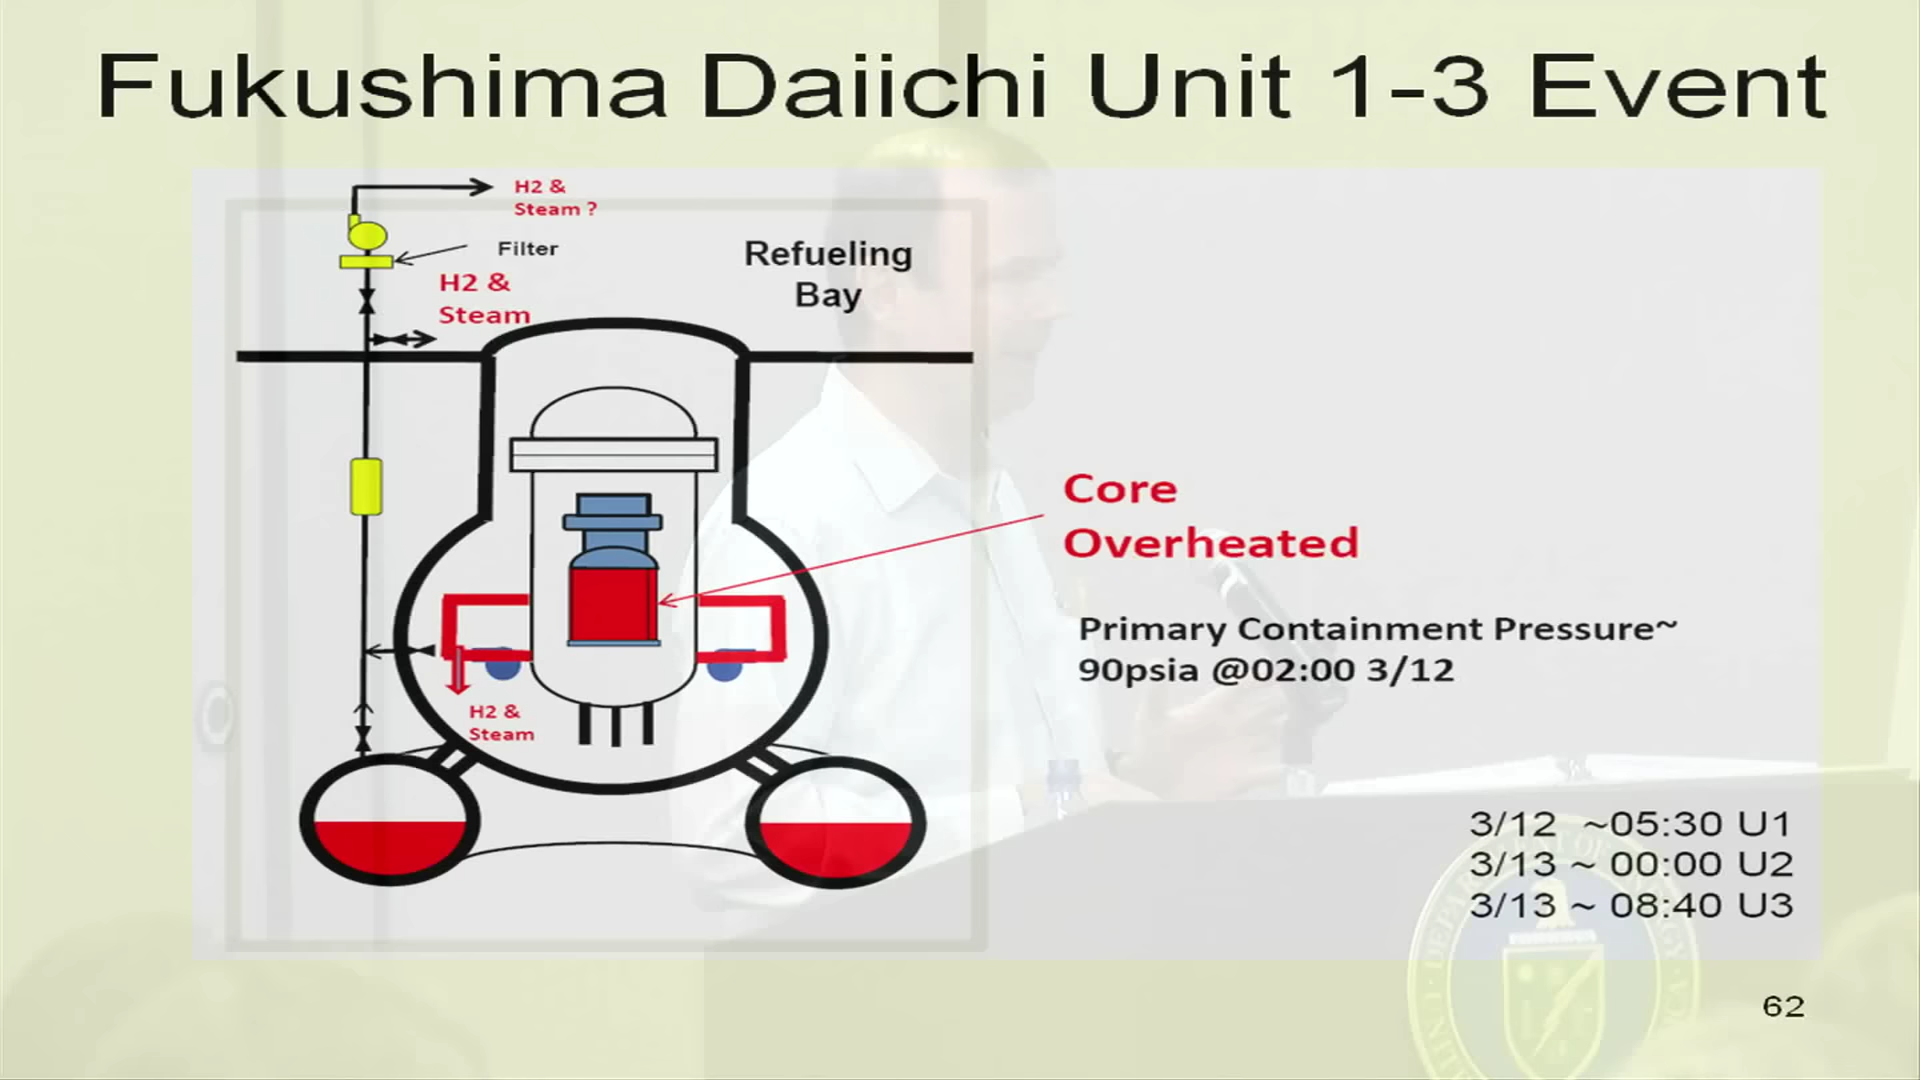 Fukushima Daiichi Unit 1-3 Event
H2 &
Steam ?
Filter
H2 &
Steam
Refueling
Bay
Core
Overheated
Primary Containment Pressure~
90psia @02:00 3/12
H2 &
Steam
3/12 ~05:30 U1
3/13 ~ 00:00 U2
3/13 ~ 08:40 U3
62